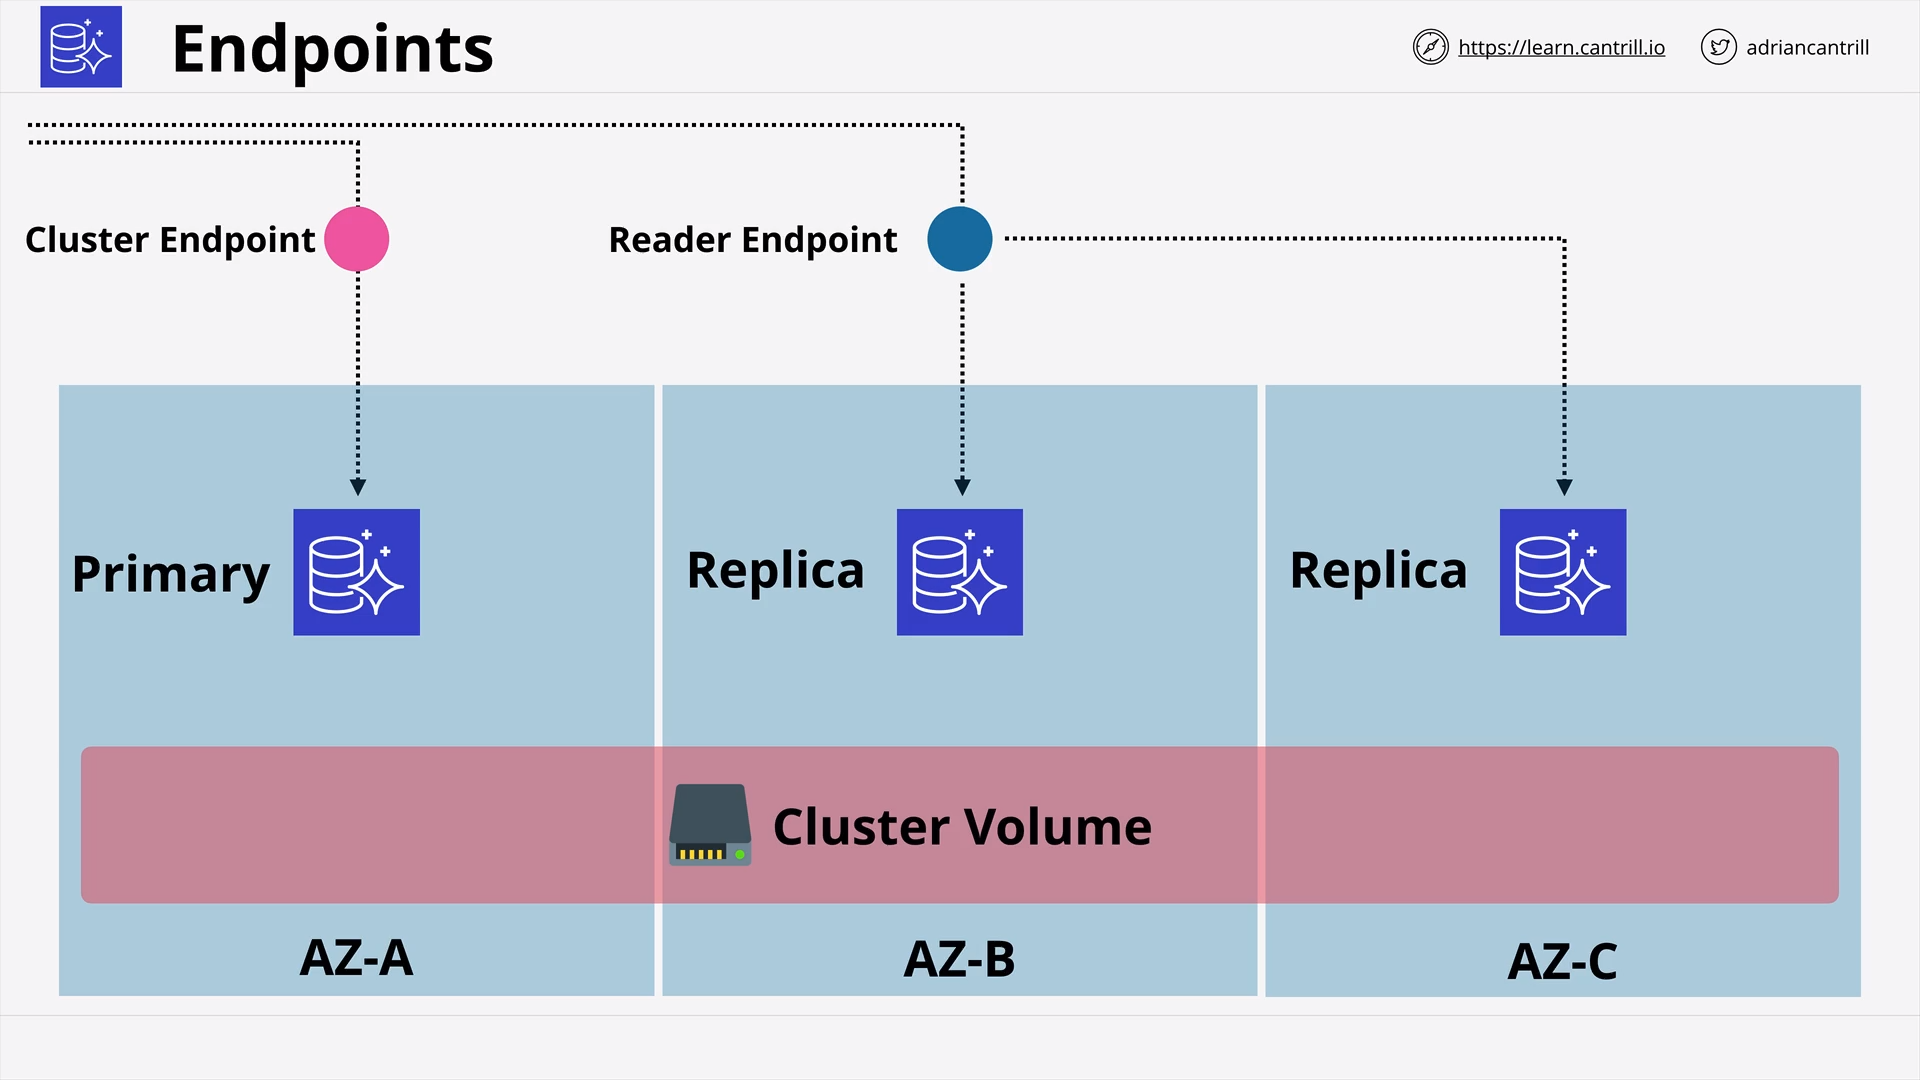 Endpoints
https://learn.cantrill.io
adriancantrill
Cluster Endpoint
Reader Endpoint
Primary
Replica
Replica
Cluster Volume
AZ-A
AZ-B
AZ-C